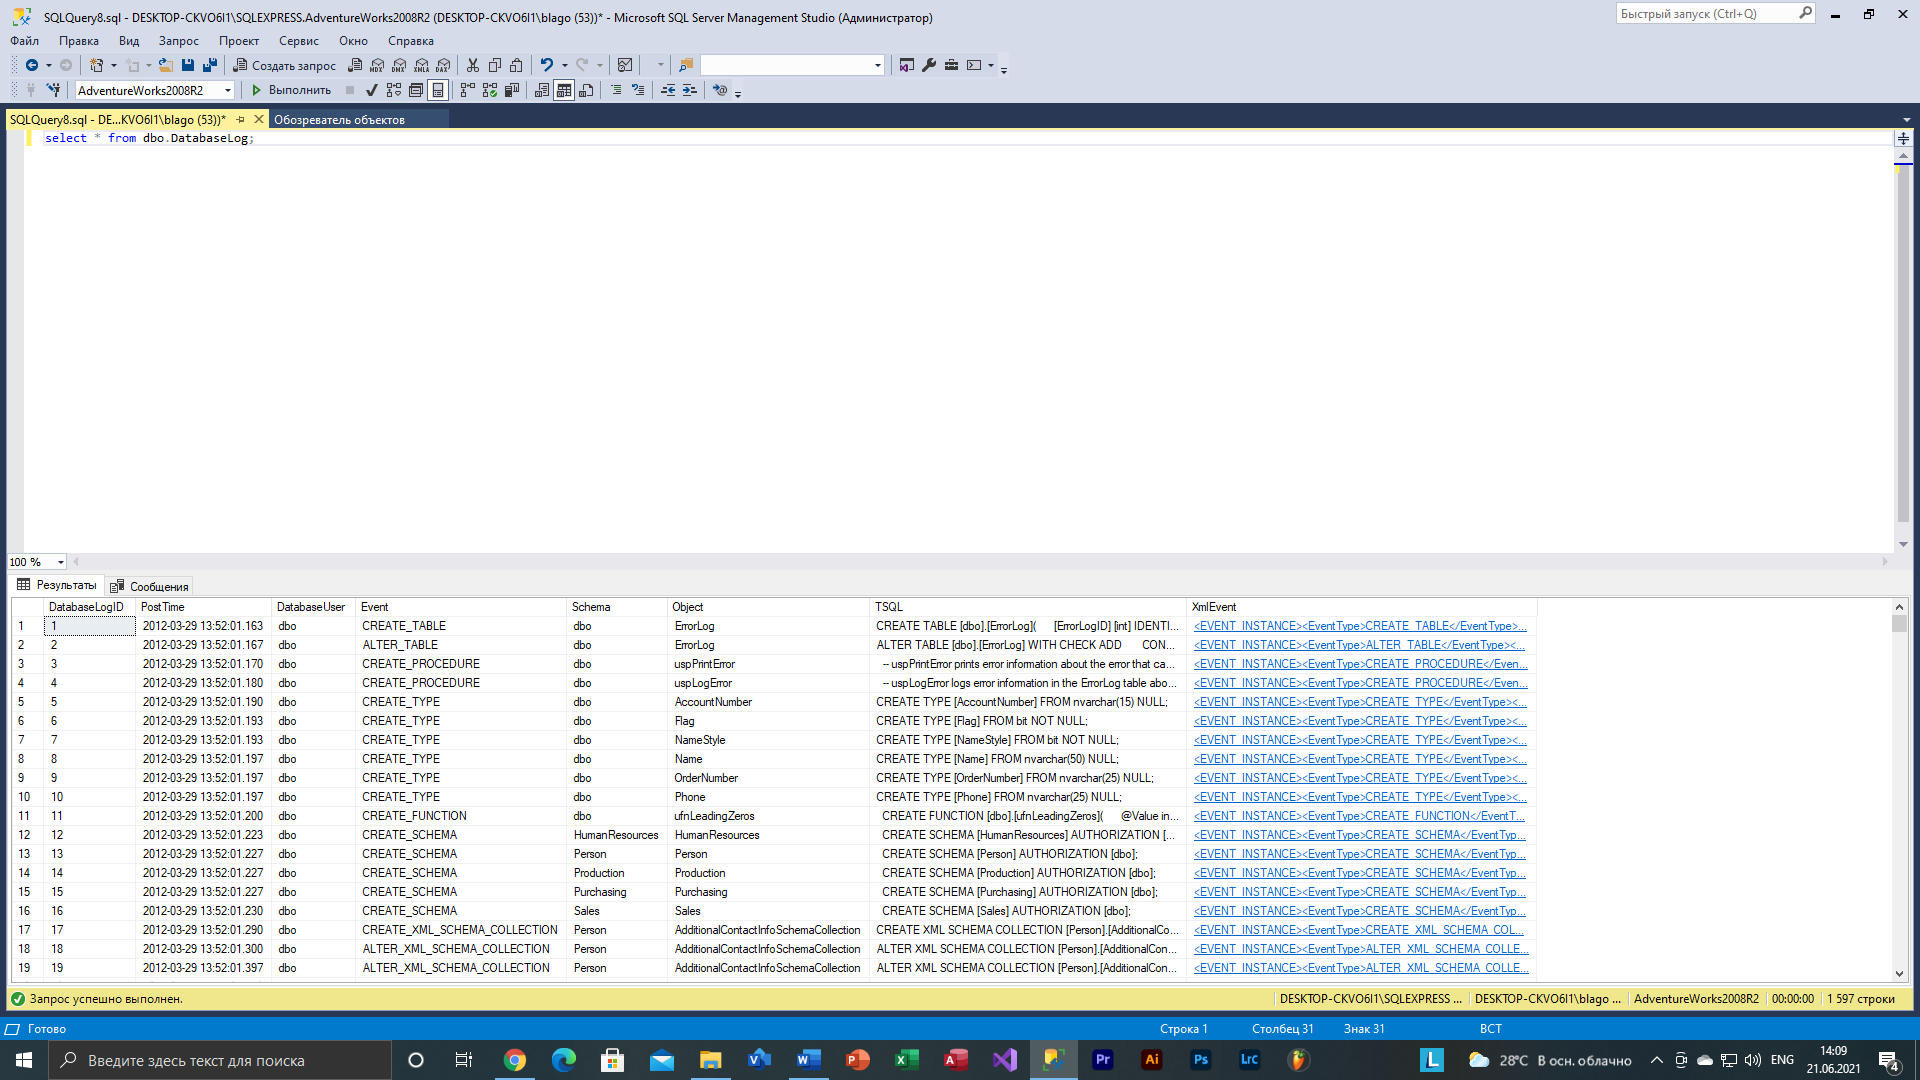 SQLQuery8.sql - DESKTOP-CKVO6I1\SQLEXPRESS.AdventureWorks2008R2 (DESKTOP-CKVO6I1\blago (53))* - Microsoft SQL Server Management Studio (Администратор)
Быстрый запуск (Ctrl+Q)
Файл Правка Вид Запрос Проект Сервис Окно Справка
Создать запрос MDX DMX XMLA DAX
AdventureWorks2008R2 Выполнить
SQLQuery8.sql - DE...KVO6I1\blago (53))* Обозреватель объектов
select * from dbo.DatabaseLog;
100 %
Результаты Сообщения
DatabaseLogID PostTime DatabaseUser Event Schema Object TSQL XmlEvent
1 1 2012-03-29 13:52:01.163 dbo CREATE_TABLE dbo ErrorLog CREATE TABLE [dbo].[ErrorLog]( [ErrorLogID] [int] IDENTI... <EVENT_INSTANCE><EventType>CREATE_TABLE</EventType>...
2 2 2012-03-29 13:52:01.167 dbo ALTER_TABLE dbo ErrorLog ALTER TABLE [dbo].[ErrorLog] WITH CHECK ADD CON... <EVENT_INSTANCE><EventType>ALTER_TABLE</EventType><...
3 3 2012-03-29 13:52:01.170 dbo CREATE_PROCEDURE dbo uspPrintError -- uspPrintError prints error information about the error that ca... <EVENT_INSTANCE><EventType>CREATE_PROCEDURE</Even...
4 4 2012-03-29 13:52:01.180 dbo CREATE_PROCEDURE dbo uspLogError -- uspLogError logs error information in the ErrorLog table abo... <EVENT_INSTANCE><EventType>CREATE_PROCEDURE</Even...
5 5 2012-03-29 13:52:01.190 dbo CREATE_TYPE dbo AccountNumber CREATE TYPE [AccountNumber] FROM nvarchar(15) NULL; <EVENT_INSTANCE><EventType>CREATE_TYPE</EventType><...
6 6 2012-03-29 13:52:01.193 dbo CREATE_TYPE dbo Flag CREATE TYPE [Flag] FROM bit NOT NULL; <EVENT_INSTANCE><EventType>CREATE_TYPE</EventType><...
7 7 2012-03-29 13:52:01.193 dbo CREATE_TYPE dbo NameStyle CREATE TYPE [NameStyle] FROM bit NOT NULL; <EVENT_INSTANCE><EventType>CREATE_TYPE</EventType><...
8 8 2012-03-29 13:52:01.197 dbo CREATE_TYPE dbo Name CREATE TYPE [Name] FROM nvarchar(50) NULL; <EVENT_INSTANCE><EventType>CREATE_TYPE</EventType><...
9 9 2012-03-29 13:52:01.197 dbo CREATE_TYPE dbo OrderNumber CREATE TYPE [OrderNumber] FROM nvarchar(25) NULL; <EVENT_INSTANCE><EventType>CREATE_TYPE</EventType><...
10 10 2012-03-29 13:52:01.197 dbo CREATE_TYPE dbo Phone CREATE TYPE [Phone] FROM nvarchar(25) NULL; <EVENT_INSTANCE><EventType>CREATE_TYPE</EventType><...
11 11 2012-03-29 13:52:01.200 dbo CREATE_FUNCTION dbo ufnLeadingZeros CREATE FUNCTION [dbo].[ufnLeadingZeros]( @Value in... <EVENT_INSTANCE><EventType>CREATE_FUNCTION</EventT...
12 12 2012-03-29 13:52:01.223 dbo CREATE_SCHEMA HumanResources HumanResources CREATE SCHEMA [HumanResources] AUTHORIZATION [... <EVENT_INSTANCE><EventType>CREATE_SCHEMA</EventTyp...
13 13 2012-03-29 13:52:01.227 dbo CREATE_SCHEMA Person Person CREATE SCHEMA [Person] AUTHORIZATION [dbo]; <EVENT_INSTANCE><EventType>CREATE_SCHEMA</EventTyp...
14 14 2012-03-29 13:52:01.227 dbo CREATE_SCHEMA Production Production CREATE SCHEMA [Production] AUTHORIZATION [dbo]; <EVENT_INSTANCE><EventType>CREATE_SCHEMA</EventTyp...
15 15 2012-03-29 13:52:01.227 dbo CREATE_SCHEMA Purchasing Purchasing CREATE SCHEMA [Purchasing] AUTHORIZATION [dbo]; <EVENT_INSTANCE><EventType>CREATE_SCHEMA</EventTyp...
16 16 2012-03-29 13:52:01.230 dbo CREATE_SCHEMA Sales Sales CREATE SCHEMA [Sales] AUTHORIZATION [dbo]; <EVENT_INSTANCE><EventType>CREATE_SCHEMA</EventTyp...
17 17 2012-03-29 13:52:01.290 dbo CREATE_XML_SCHEMA_COLLECTION Person AdditionalContactInfoSchemaCollection CREATE XML SCHEMA COLLECTION [Person].[AdditionalCo... <EVENT_INSTANCE><EventType>CREATE_XML_SCHEMA_COL...
18 18 2012-03-29 13:52:01.300 dbo ALTER_XML_SCHEMA_COLLECTION Person AdditionalContactInfoSchemaCollection ALTER XML SCHEMA COLLECTION [Person].[AdditionalCon... <EVENT_INSTANCE><EventType>ALTER_XML_SCHEMA_COLLE...
19 19 2012-03-29 13:52:01.397 dbo ALTER_XML_SCHEMA_COLLECTION Person AdditionalContactInfoSchemaCollection ALTER XML SCHEMA COLLECTION [Person].[AdditionalCon... <EVENT_INSTANCE><EventType>ALTER_XML_SCHEMA_COLLE...
Запрос успешно выполнен. DESKTOP-CKVO6I1\SQLEXPRESS ... DESKTOP-CKVO6I1\blago ... AdventureWorks2008R2 00:00:00 1 597 строки
Готово Строка 1 Столбец 31 Знак 31 ВСТ
Введите здесь текст для поиска Pr Ai Ps Lrc L 28°C В осн. облачно ENG 14:09
21.06.2021 4